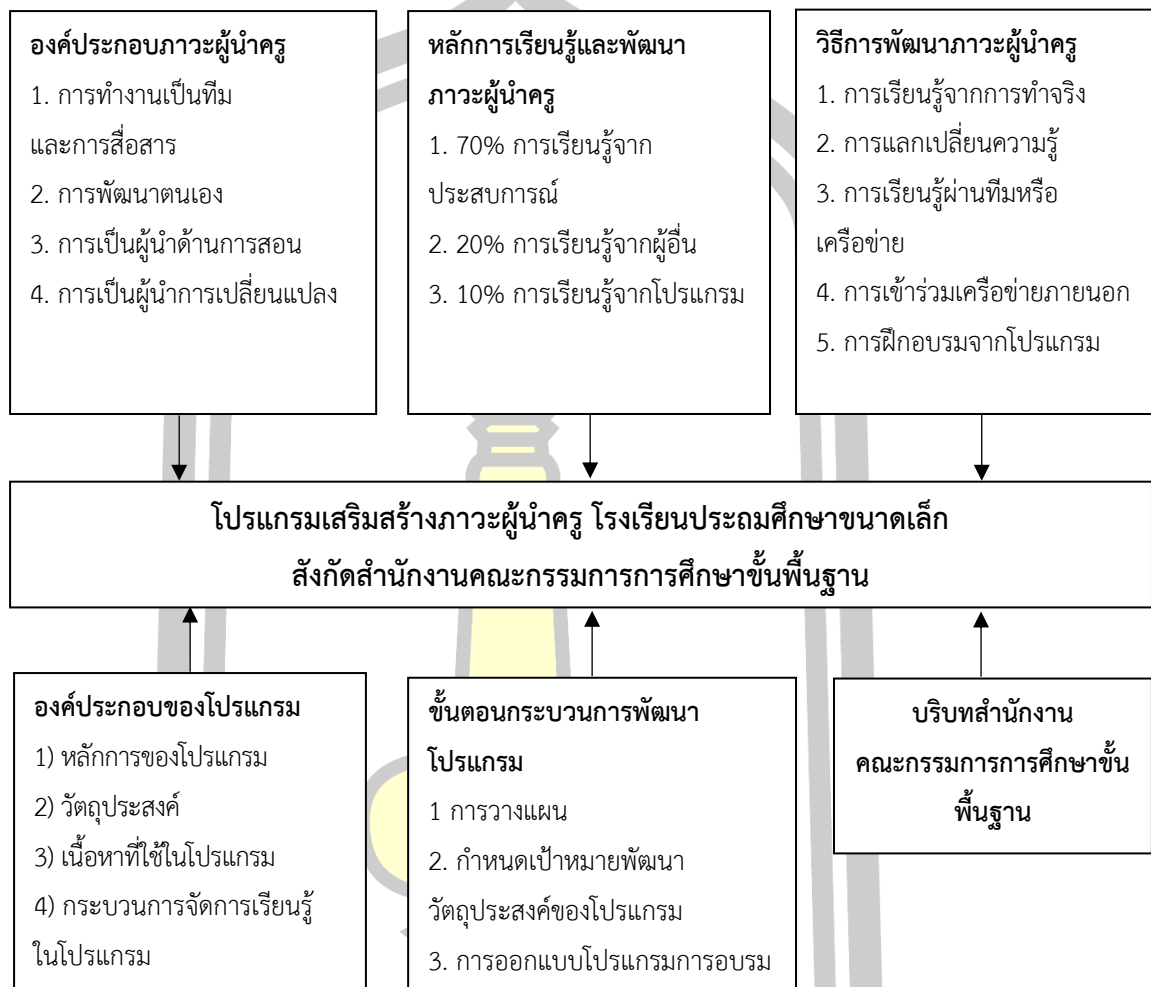 องค์ประกอบภาวะผู้นำครู
1. การทำงานเป็นทีม
และการสื่อสาร
2. การพัฒนาตนเอง
3. การเป็นผู้นำด้านการสอน
4. การเป็นผู้นำการเปลี่ยนแปลง
หลักการเรียนรู้และพัฒนา
ภาวะผู้นำครู
1. 70% การเรียนรู้จาก
ประสบการณ์
2. 20% การเรียนรู้จากผู้อื่น
3. 10% การเรียนรู้จากโปรแกรม
วิธีการพัฒนาภาวะผู้นำครู
1. การเรียนรู้จากการทำจริง
2. การแลกเปลี่ยนความรู้
3. การเรียนรู้ผ่านทีมหรือ
เครือข่าย
4. การเข้าร่วมเครือข่ายภายนอก
5. การฝึกอบรมจากโปรแกรม
โปรแกรมเสริมสร้างภาวะผู้นำครู โรงเรียนประถมศึกษาขนาดเล็ก
สังกัดสำนักงานคณะกรรมการการศึกษาขั้นพื้นฐาน
องค์ประกอบของโปรแกรม
1) หลักการของโปรแกรม
2) วัตถุประสงค์
3) เนื้อหาที่ใช้ในโปรแกรม
4) กระบวนการจัดการเรียนรู้
ในโปรแกรม
ขั้นตอนกระบวนการพัฒนา
โปรแกรม
1 การวางแผน
2. กำหนดเป้าหมายพัฒนา
วัตถุประสงค์ของโปรแกรม
3. การออกแบบโปรแกรมการอบรม
บริบทสำนักงาน
คณะกรรมการการศึกษาขั้น
พื้นฐาน